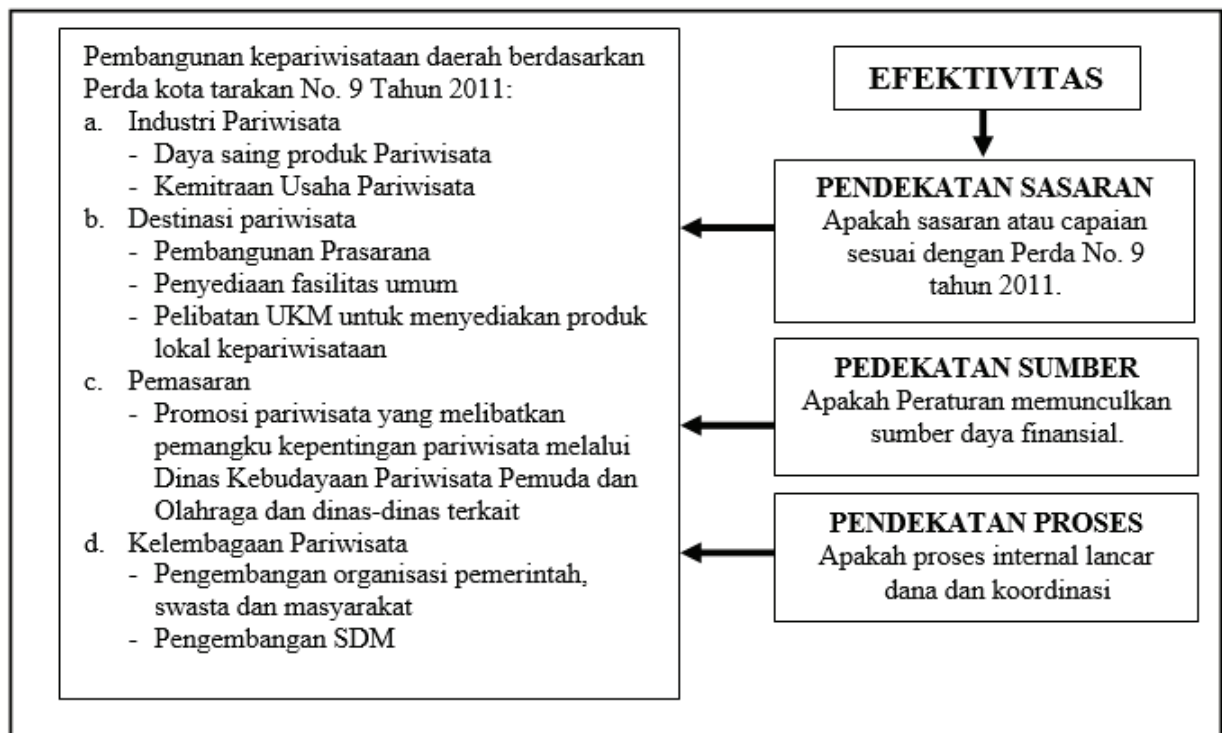 Pembangunan kepariwisataan daerah berdasarkan
Perda kota tarakan No. 9 Tahun 2011:
a. Industri Pariwisata
- Daya saing produk Pariwisata
- Kemitraan Usaha Pariwisata
b. Destinasi pariwisata
- Pembangunan Prasarana
- Penyediaan fasilitas umum
- Pelibatan UKM untuk menyediakan produk
lokal kepariwisataan
c. Pemasaran
- Promosi pariwisata yang melibatkan
pemangku kepentingan pariwisata melalui
Dinas Kebudayaan Pariwisata Pemuda dan
Olahraga dan dinas-dinas terkait
d. Kelembagaan Pariwisata
- Pengembangan organisasi pemerintah,
swasta dan masyarakat
- Pengembangan SDM
EFEKTIVITAS
PENDEKATAN SASARAN
Apakah sasaran atau capaian
sesuai dengan Perda No. 9
tahun 2011.
PEDEKATAN SUMBER
Apakah Peraturan memunculkan
sumber daya finansial.
PENDEKATAN PROSES
Apakah proses internal lancar
dana dan koordinasi